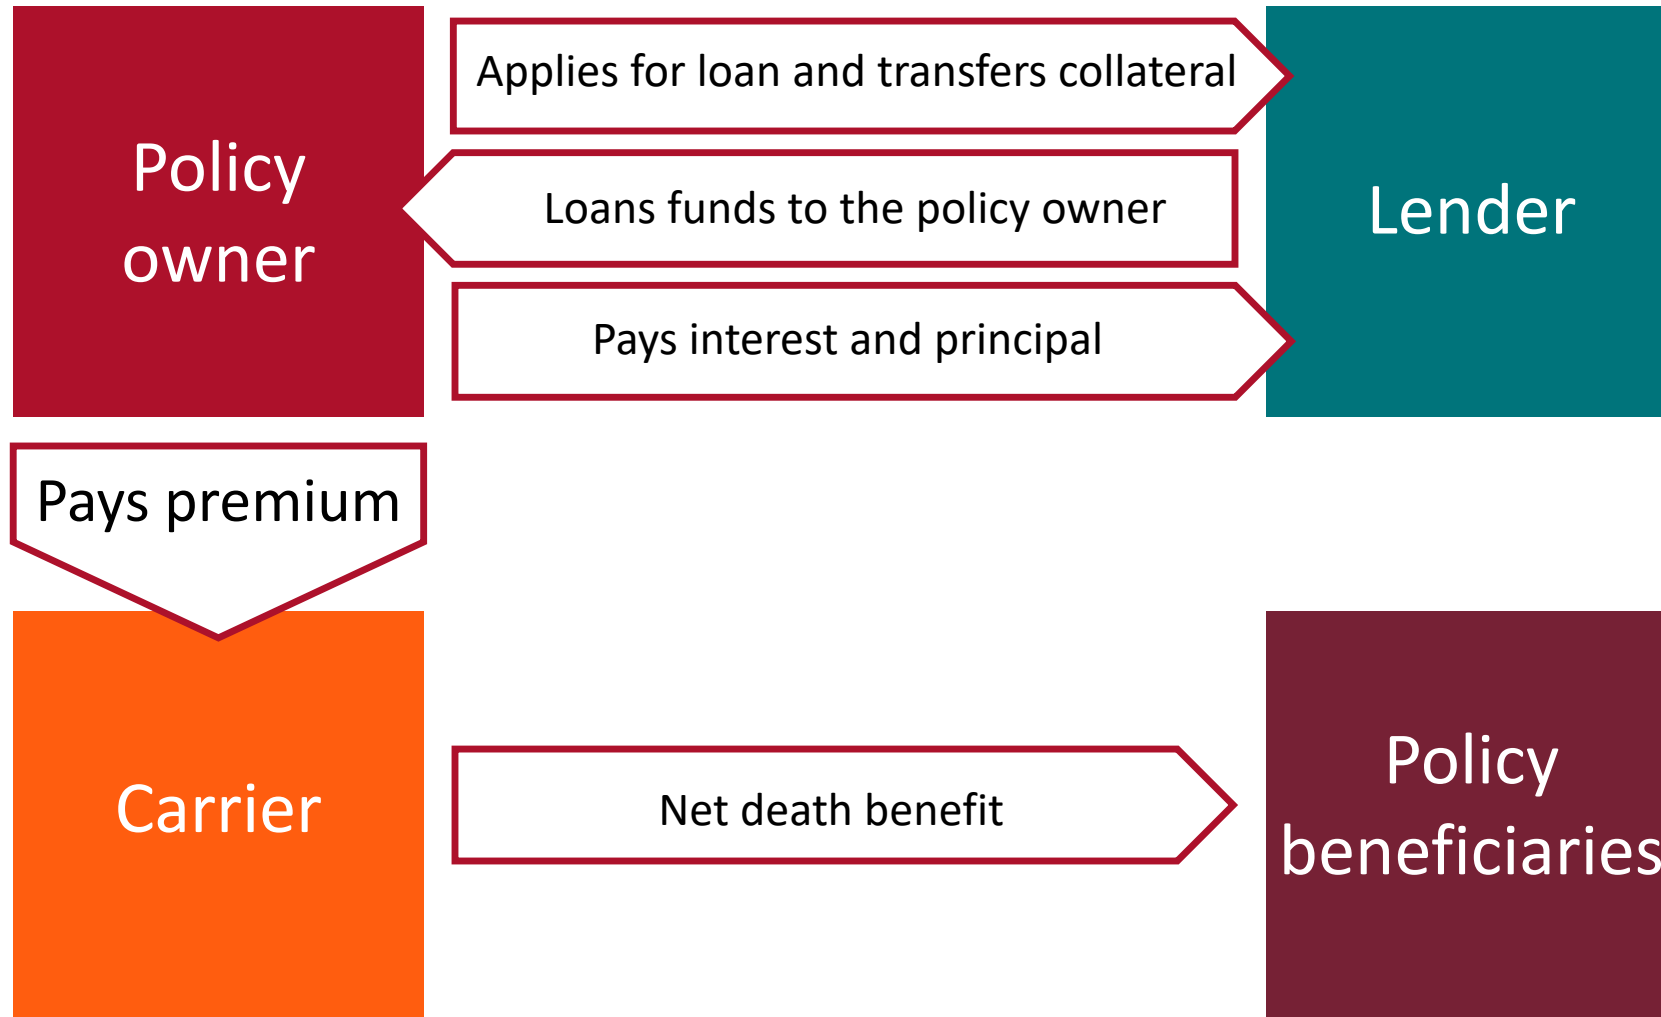 Policy
owner
Applies for loan and transfers collateral
Loans funds to the policy owner
Pays interest and principal
Lender
Pays premium
Carrier
Net death benefit
Policy
beneficiaries